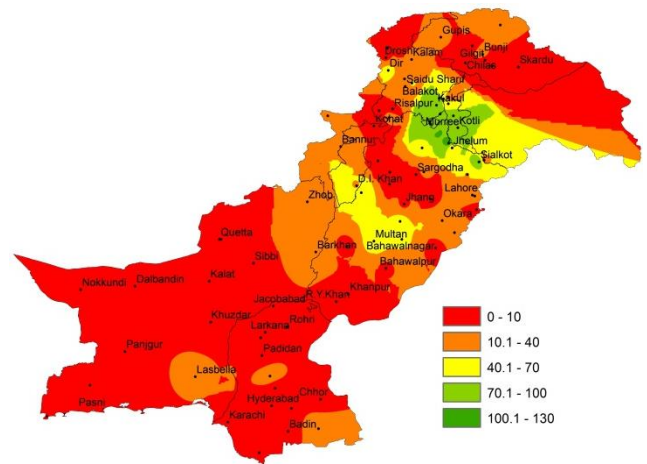 Gupis
Drosh
Kalam
Gilgit
Bunji
Chilas
Skardu
Dir
Saidu Sharif
Balakot
Kakul
Risalpur
Murree
Kotli
Kohat
Bannu
Jhelum
Sialkot
Sargodha
D.I. Khan
Lahore
Zhob
Jhang
Okara
Quetta
Multan
Barkhan
Bahawalnagar
Sibbi
Bahawalpur
Nokkundi
Dalbandin
Kalat
Khanpur
R.Y.Khan
Jacobabad
Khuzdar
Rohri
Larkana
Panjgur
Padidan
Lasbella
Pasni
Hyderabad
Chhor
Karachi
Badin
0 - 10
10.1 - 40
40.1 - 70
70.1 - 100
100.1 - 130